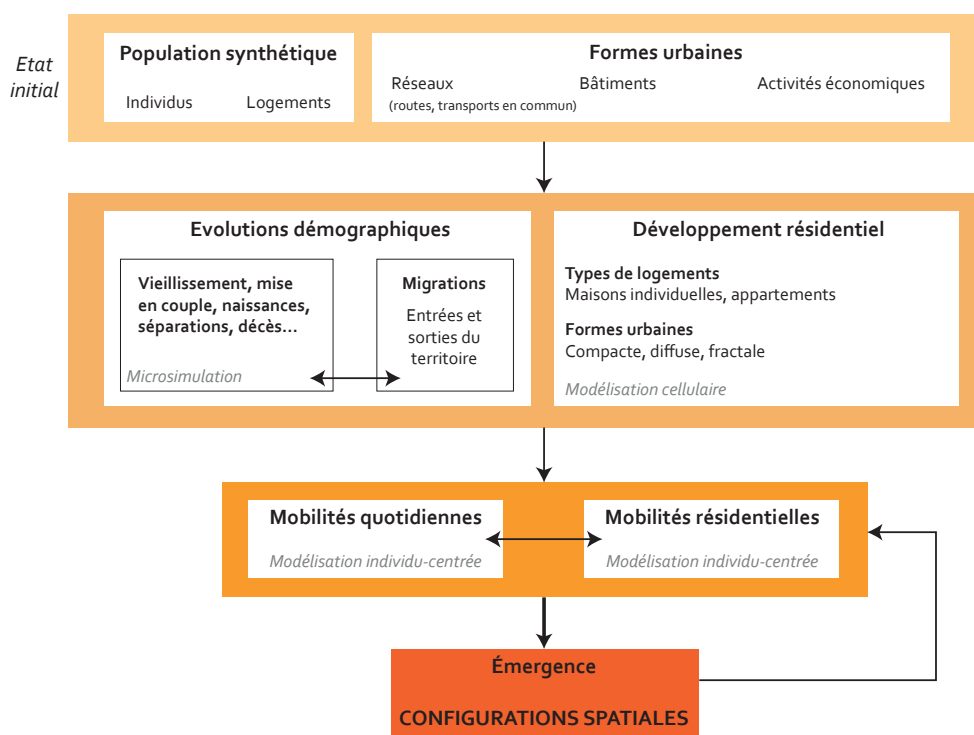 Etat
initial
Population synthétique
Individus Logements
Formes urbaines
Réseaux Bâtiments Activités économiques
(routes, transports en commun)
Evolutions démographiques
Vieillissement, mise
en couple, naissances,
séparations, décès...
Microsimulation
Migrations
Entrées et
sorties du
territoire
Développement résidentiel
Types de logements
Maisons individuelles, appartements
Formes urbaines
Compacte, diffuse, fractale
Modélisation cellulaire
Mobilités quotidiennes
Modélisation individu-centrée
Mobilités résidentielles
Modélisation individu-centrée
Émergence
CONFIGURATIONS SPATIALES